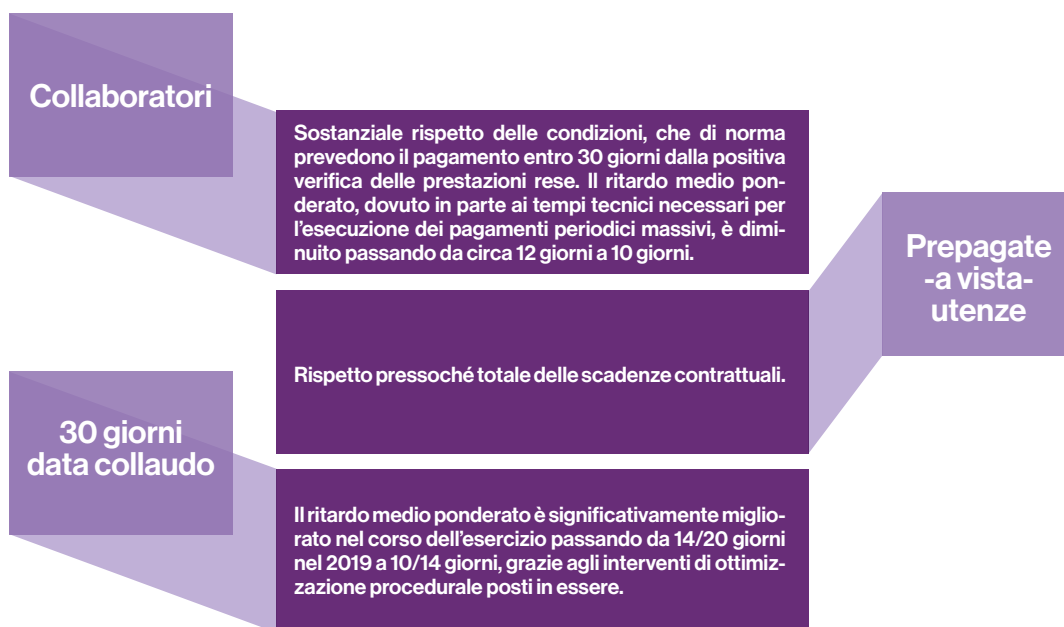 Collaboratori
Sostanziale rispetto delle condizioni, che di norma
prevedono il pagamento entro 30 giorni dalla positiva
verifica delle prestazioni rese. Il ritardo medio pon-
derato, dovuto in parte ai tempi tecnici necessari per
l'esecuzione dei pagamenti periodici massivi, è dimi-
nuito passando da circa 12 giorni a 10 giorni.
Prepagate
-a vista-
utenze
Rispetto pressoché totale delle scadenze contrattuali.
30 giorni
data collaudo
Il ritardo medio ponderato è significativamente miglio-
rato nel corso dell'esercizio passando da 14/20 giorni
nel 2019 a 10/14 giorni, grazie agli interventi di ottimiz-
zazione procedurale posti in essere.